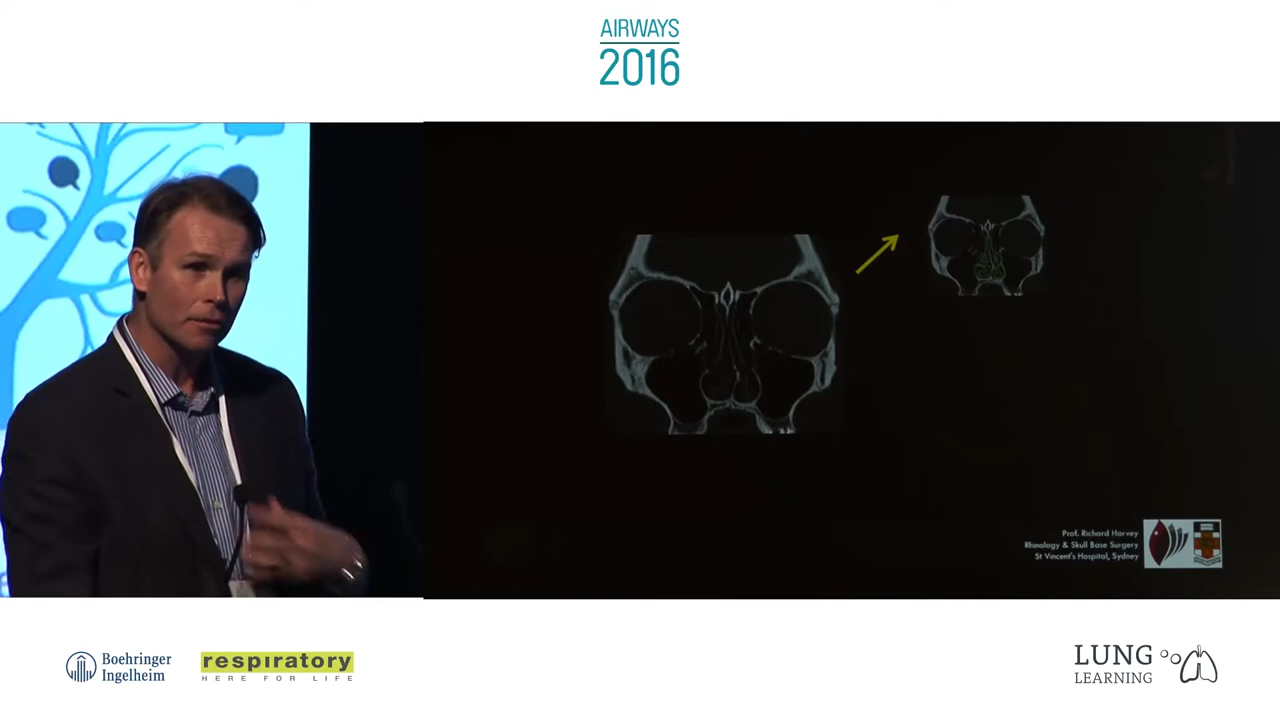 AIRWAYS
2016
Prof. Richard Harvey
Rhinology & Skull Base Surgery
St Vincent's Hospital, Sydney
Boehringer
Ingelheim
respiratory
HERE FOR LIFE
LUNG
LEARNING